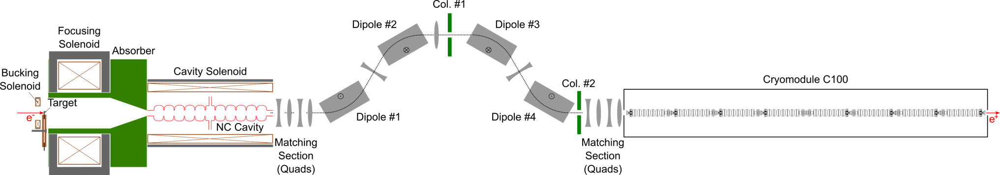 Col. #1
Dipole #2
Dipole #3
Focusing
Solenoid
Absorber
Cavity Solenoid
Bucking
Solenoid
Target
e-
NC Cavity
Matching
Section
(Quads)
Dipole #1
Dipole #4
Col. #2
Matching
Section
(Quads)
Cryomodule C100
e+